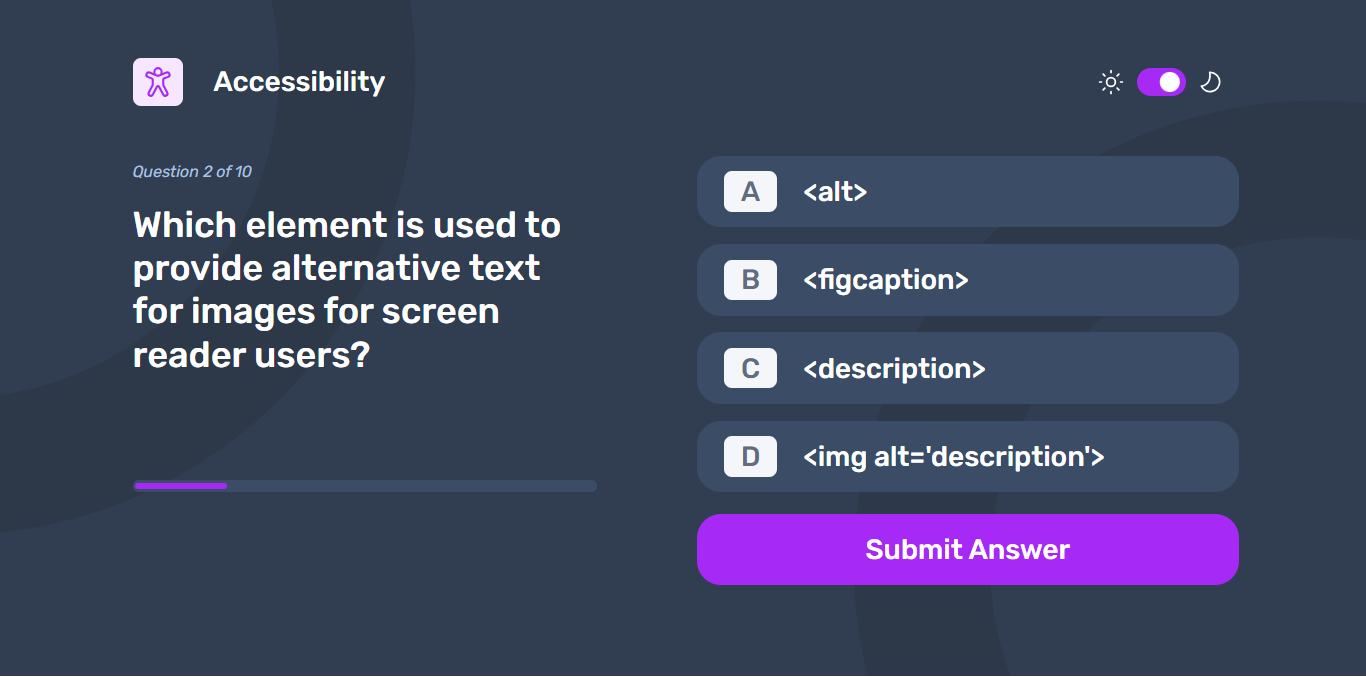 Accessibility
Question 2 of 10
Which element is used to
provide alternative text
for images for screen
reader users?
A <alt>
B <figcaption>
C <description>
D <img alt='description'>
Submit Answer